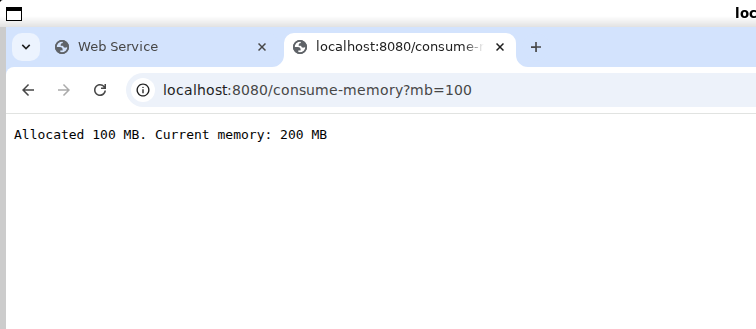 loc
Web Service
localhost:8080/consume-
localhost:8080/consume-memory?mb=100
Allocated 100 MB. Current memory: 200 MB